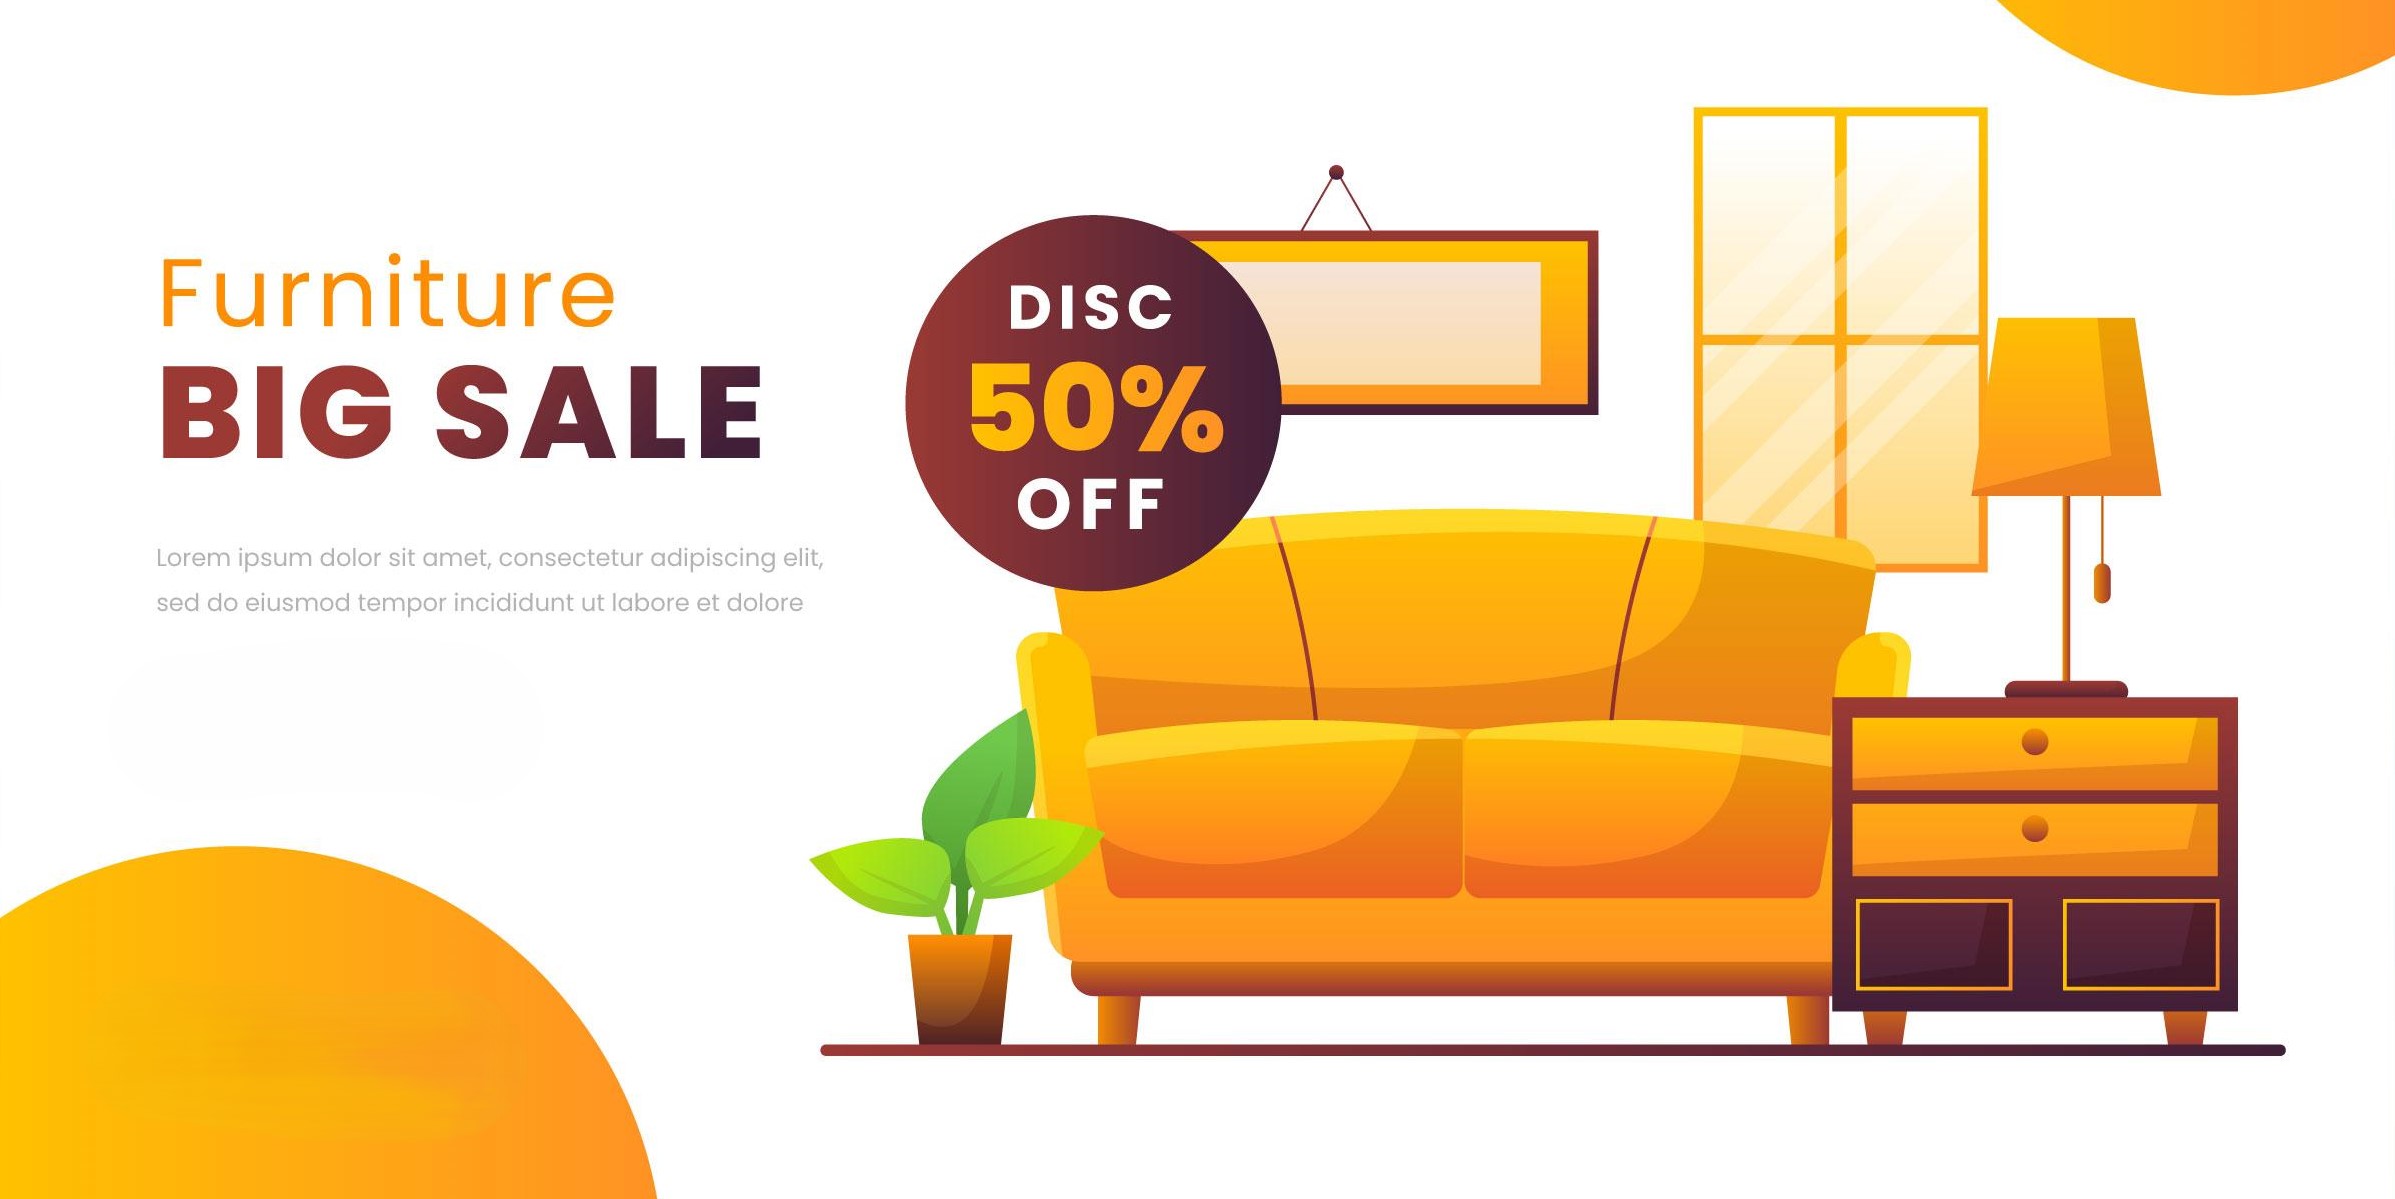 Furniture
BIG SALE
Lorem ipsum dolor sit amet, consectetur adipiscing elit,
sed do eiusmod tempor incididunt ut labore et dolore
DISC
50%
OFF